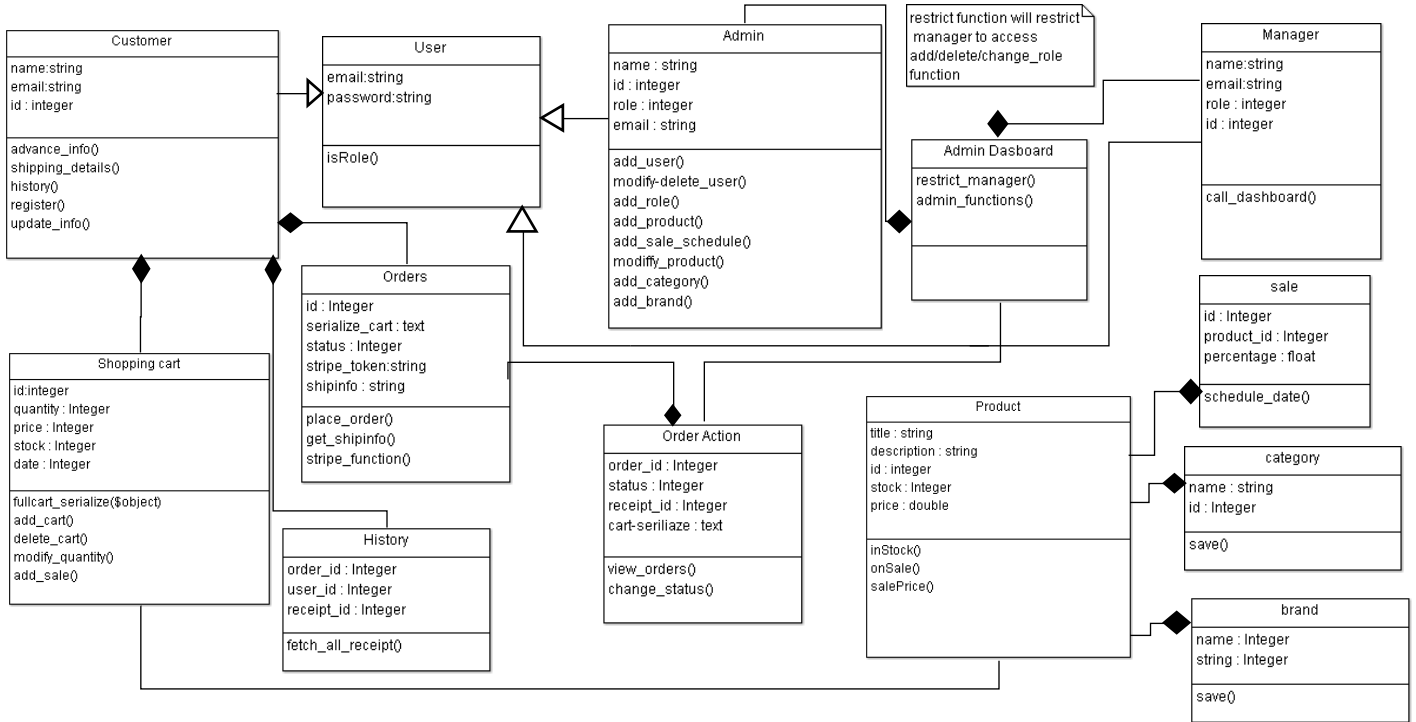 Customer
name:string
email:string
id : integer
advance_info()
shipping_details()
history()
register()
update_info()
User
email:string
password:string
isRole()
Admin
name : string
id : integer
role : integer
email : string
add_user()
modify-delete_user()
add_role()
add_product()
add_sale_schedule()
modiffy_product()
add_category()
add_brand()
restrict function will restrict
manager to access
add/delete/change_role
function
Manager
name:string
email:string
role : integer
id : integer
call_dashboard()
Admin Dasboard
restrict_manager()
admin_functions()
Orders
id : Integer
serialize_cart : text
status : Integer
stripe_token:string
shipinfo : string
place_order()
get_shipinfo()
stripe_function()
sale
id : Integer
product_id : Integer
percentage : float
schedule_date()
Shopping cart
id:integer
quantity : Integer
price : Integer
stock : Integer
date : Integer
fullcart_serialize($object)
add_cart()
delete_cart()
modify_quantity()
add_sale()
History
order_id : Integer
user_id : Integer
receipt_id : Integer
fetch_all_receipt()
Order Action
order_id : Integer
status : Integer
receipt_id : Integer
cart-seriliaze : text
view_orders()
change_status()
Product
title : string
description : string
id : integer
stock : Integer
price : double
inStock()
onSale()
salePrice()
category
name : string
id : Integer
save()
brand
name : Integer
string : Integer
save()